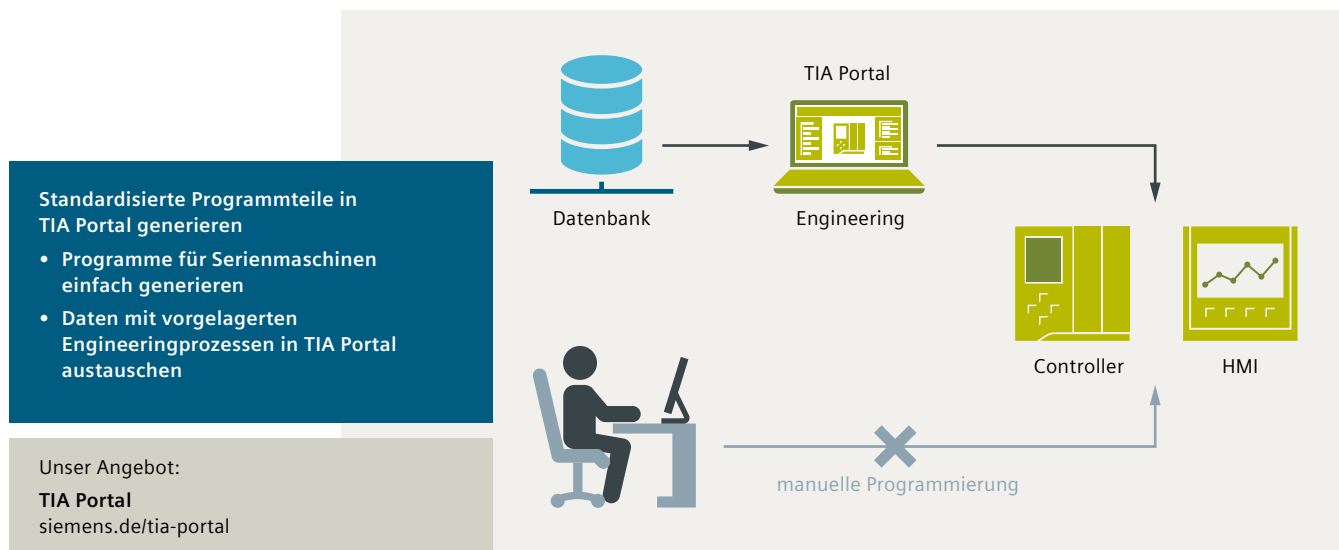 Standardisierte Programmteile in
TIA Portal generieren
• Programme für Serienmaschinen
einfach generieren
• Daten mit vorgelagerten
Engineeringprozessen in TIA Portal
austauschen
Unser Angebot:
TIA Portal
siemens.de/tia-portal
TIA Portal
Datenbank
Engineering
Controller
HMI
manuelle Programmierung